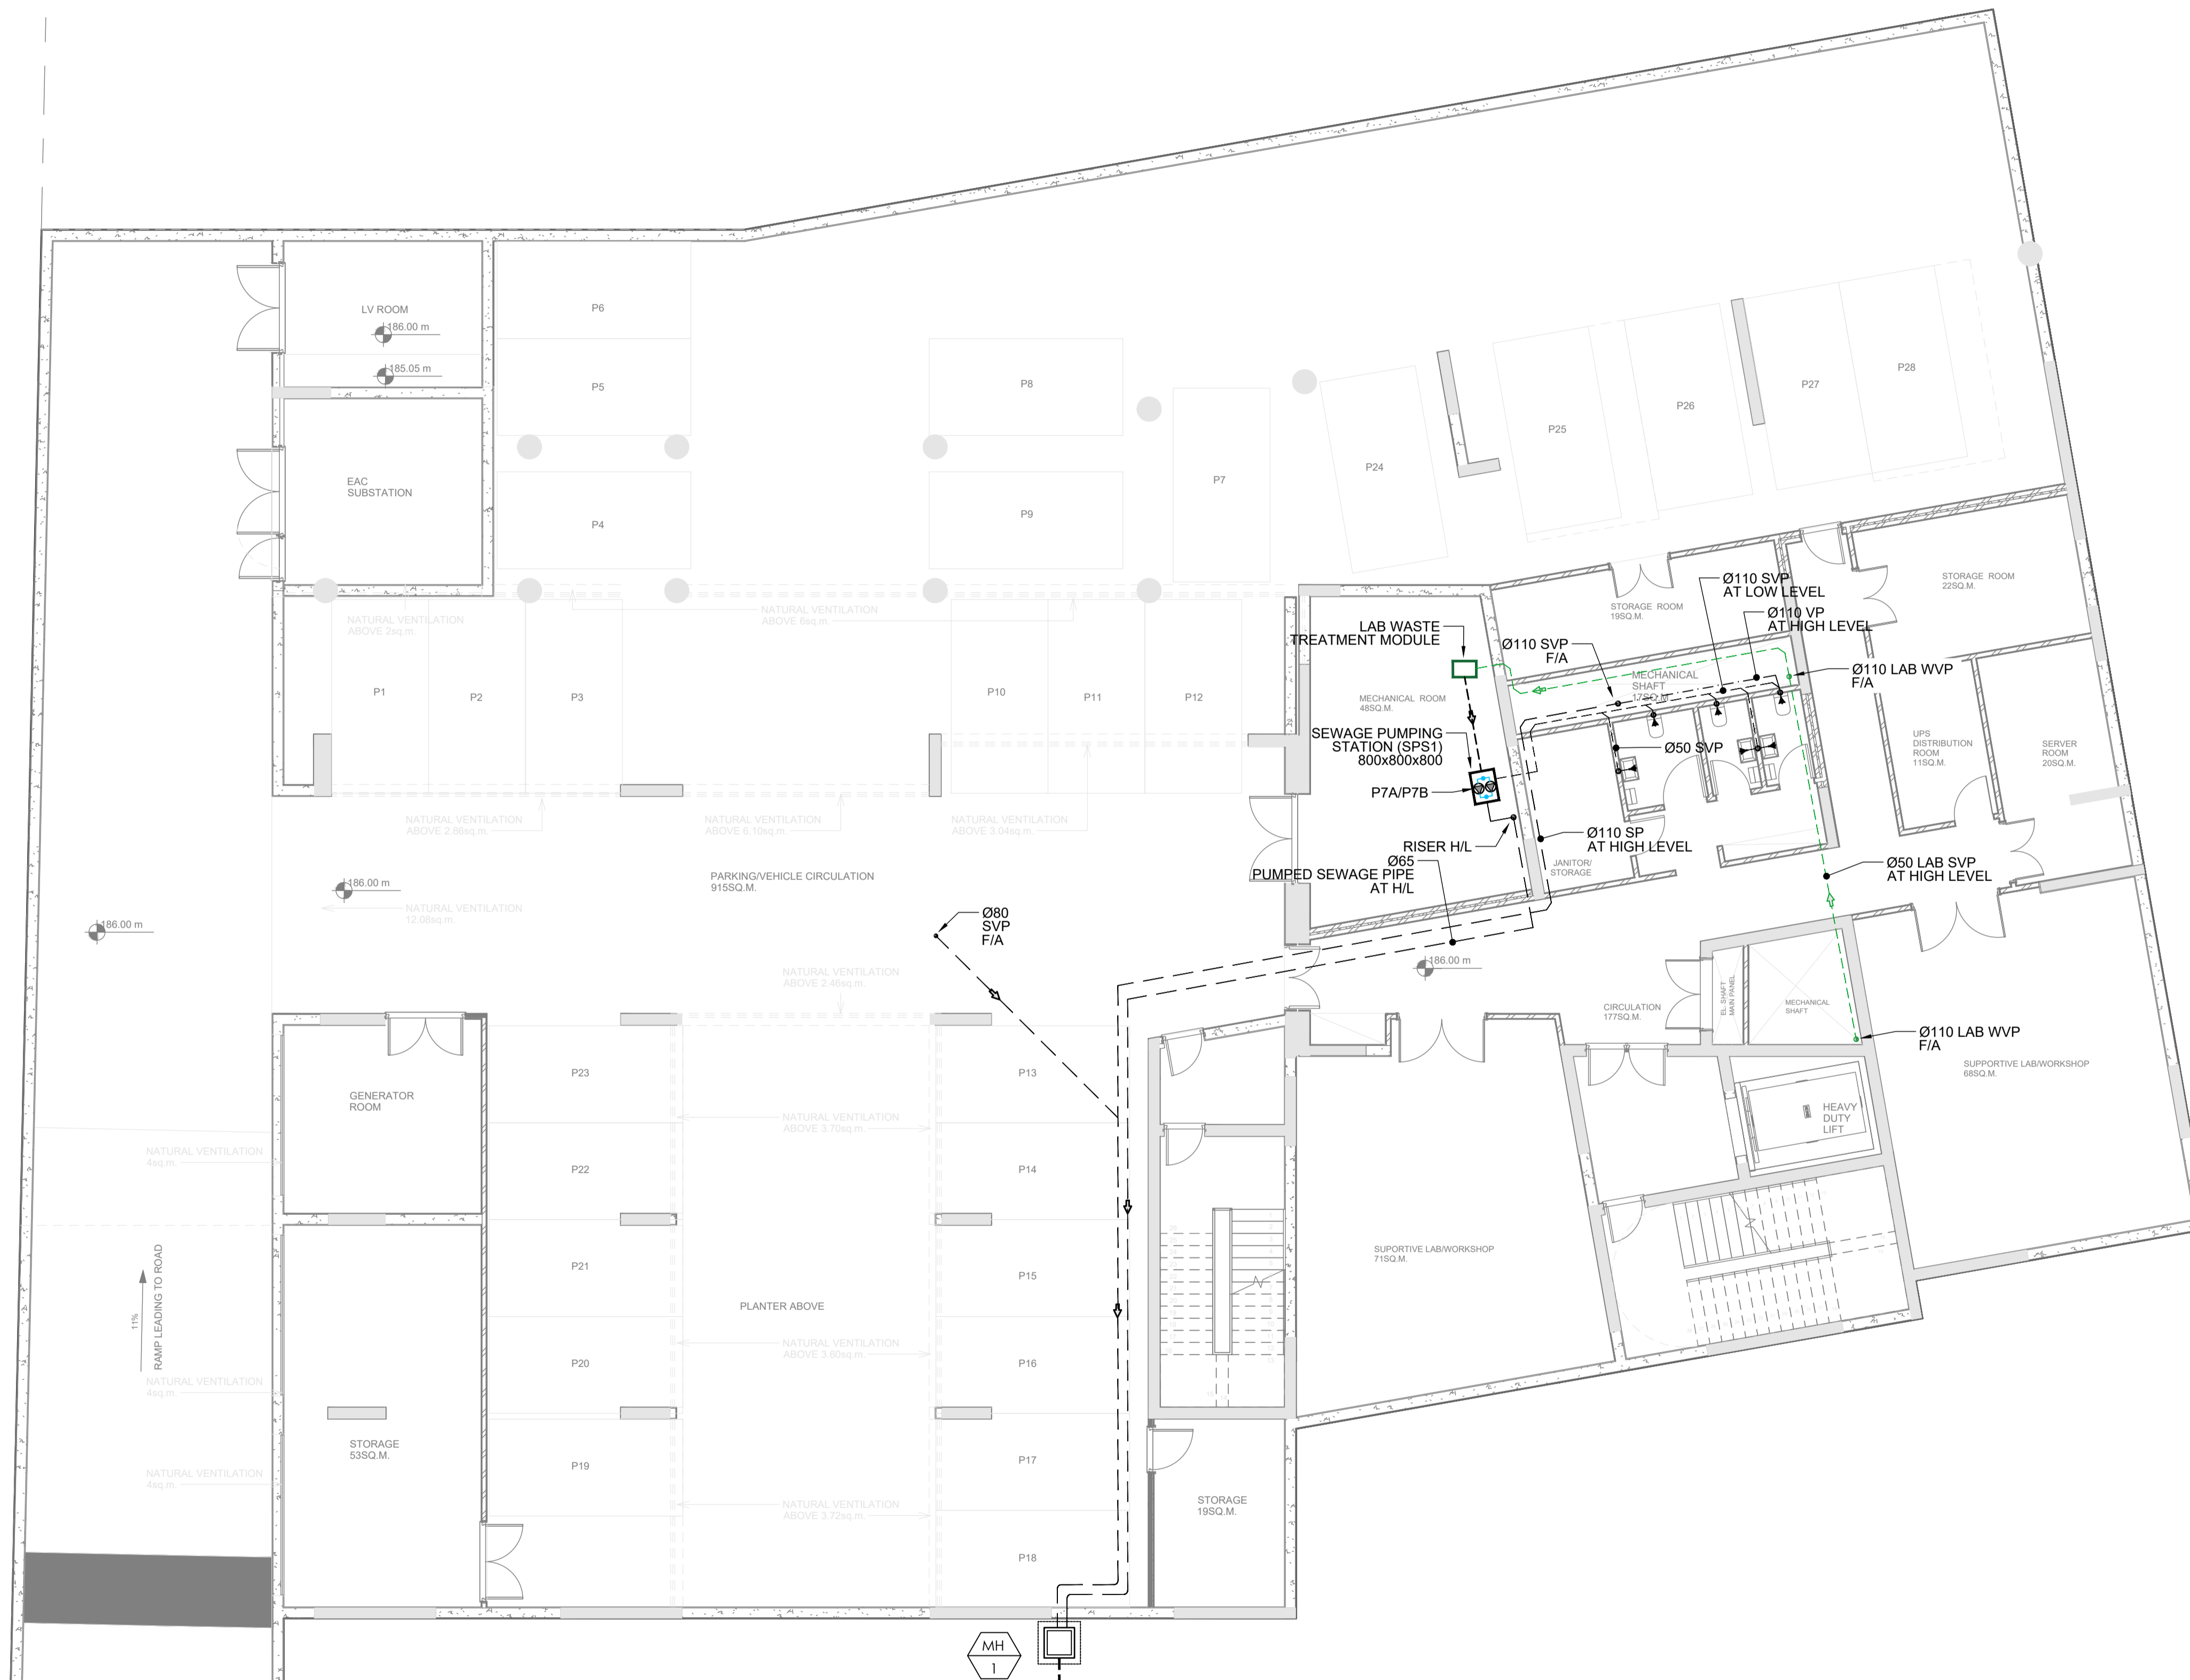 LV ROOM
186.00 m
185.05 m
EAC
SUBSTATION
P6
P5
P4
P8
P9
P7
P24
P25
P26
P27
P28
NATURAL VENTILATION
ABOVE 2sq.m.
NATURAL VENTILATION
ABOVE 6sq.m.
P1
P2
P3
P10
P11
P12
NATURAL VENTILATION
ABOVE 2.86sq.m.
NATURAL VENTILATION
ABOVE 6.10sq.m.
NATURAL VENTILATION
ABOVE 3.04sq.m.
LAB WASTE
TREATMENT MODULE
MECHANICAL ROOM
48SQ.M.
SEWAGE PUMPING
STATION (SPS1)
800x800x800
P7A/P7B
RISER H/L
Ø65
PUMPED SEWAGE PIPE
AT H/L
STORAGE ROOM
19SQ.M.
Ø110 SVP
AT LOW LEVEL
Ø110 VP
AT HIGH LEVEL
Ø110 SVP
F/A
MECHANICAL
SHAFT
17SQ.M.
Ø110 LAB WVP
F/A
Ø50 SVP
Ø110 SP
AT HIGH LEVEL
JANITOR/
STORAGE
STORAGE ROOM
22SQ.M.
UPS
DISTRIBUTION
ROOM
11SQ.M.
SERVER
ROOM
20SQ.M.
Ø50 LAB SVP
AT HIGH LEVEL
186.00 m
186.00 m
NATURAL VENTILATION
12.08sq.m.
PARKING/VEHICLE CIRCULATION
915SQ.M.
Ø80
SVP
F/A
NATURAL VENTILATION
ABOVE 2.46sq.m.
186.00 m
CIRCULATION
177SQ.M.
EL. SHAFT
MAIN PANEL
MECHANICAL
SHAFT
Ø110 LAB WVP
F/A
SUPPORTIVE LAB/WORKSHOP
68SQ.M.
HEAVY
DUTY
LIFT
GENERATOR
ROOM
P23
P22
P21
P20
P19
P13
P14
P15
P16
P17
P18
NATURAL VENTILATION
ABOVE 3.70sq.m.
NATURAL VENTILATION
4sq.m.
11%
RAMP LEADING TO ROAD
PLANTER ABOVE
NATURAL VENTILATION
ABOVE 3.60sq.m.
SUPORTIVE LAB/WORKSHOP
71SQ.M.
NATURAL VENTILATION
4sq.m.
STORAGE
53SQ.M.
NATURAL VENTILATION
4sq.m.
NATURAL VENTILATION
ABOVE 3.72sq.m.
STORAGE
19SQ.M.
MH
1